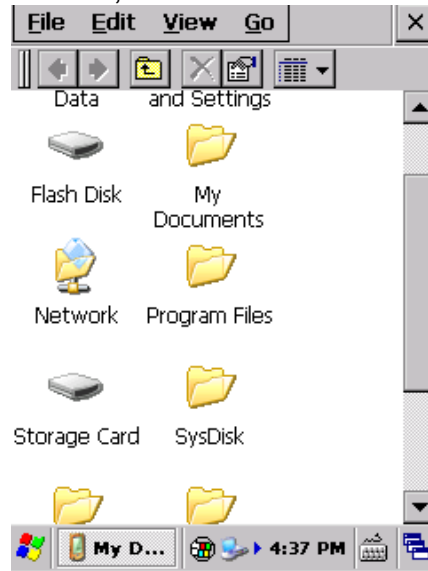 File Edit View Go
Data and Settings
Flash Disk My
Documents
Network Program Files
Storage Card SysDisk
My D... 4:37 PM